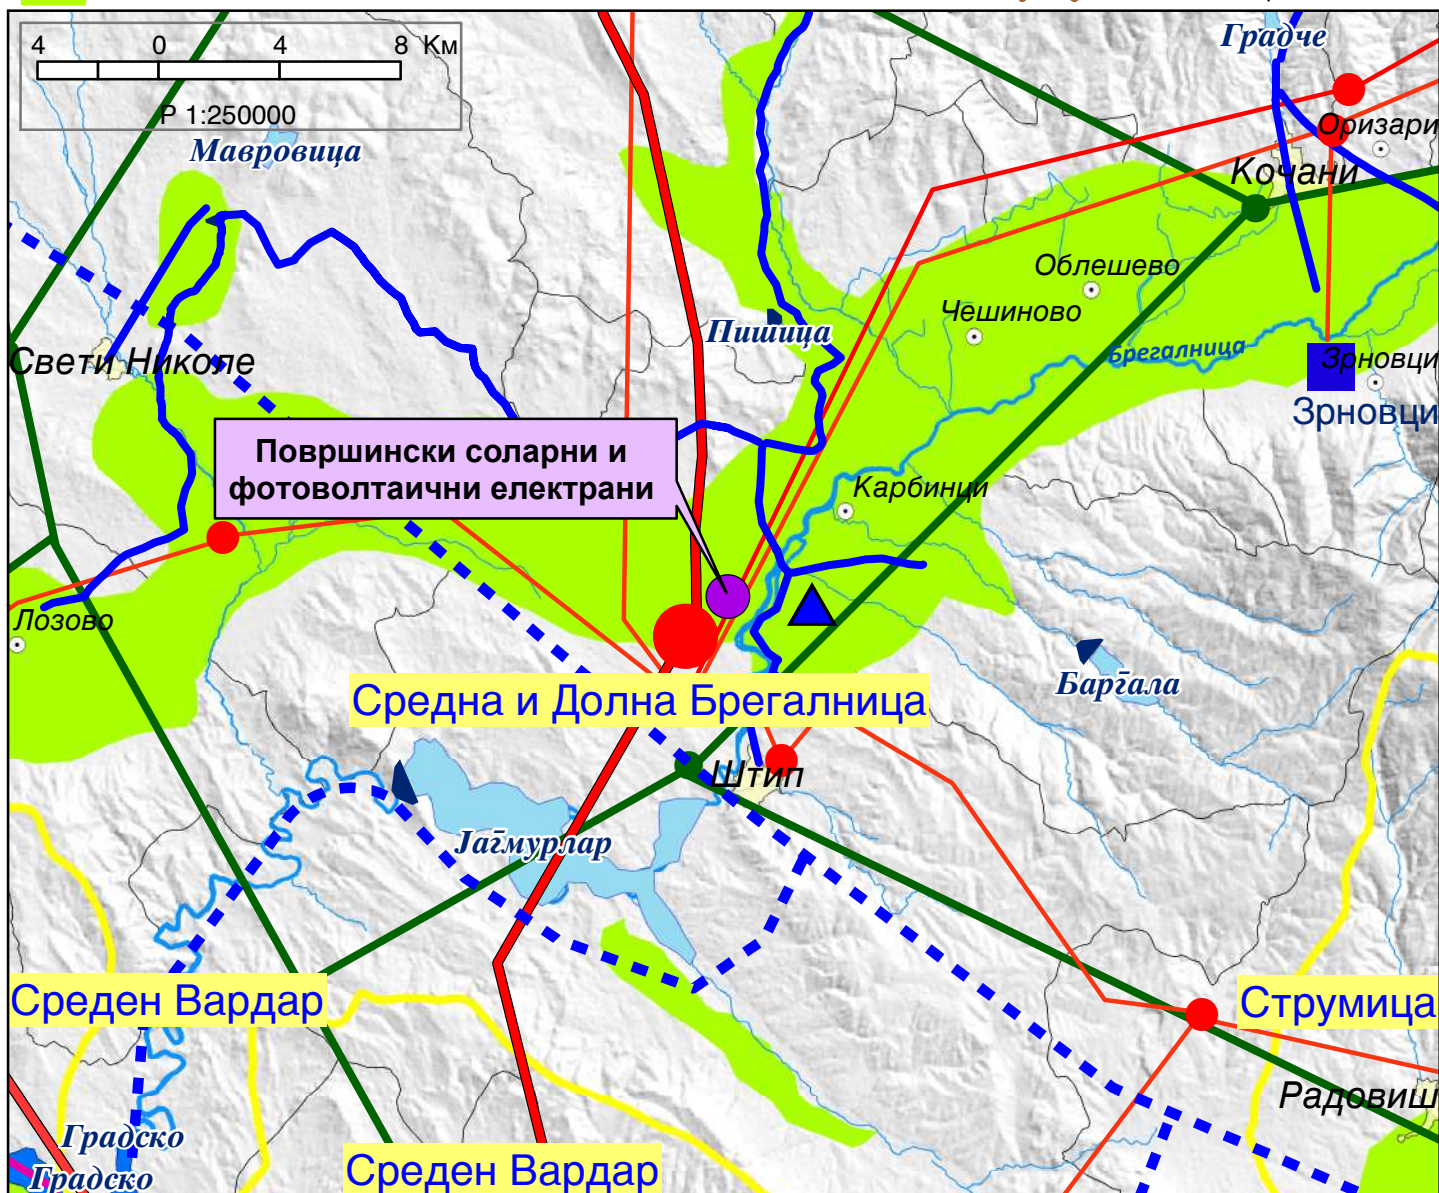 4 0 4 8 Км
Р 1:250000
Градче
Мавровица
Оризари
Кочани
Облешево
Чешиново
Пишица
Брегалница
Свети Николе
Зрновци
Зрновци
Површински соларни и
фотоволтаични електрани
Карбинци
Лозово
Баргала
Средна и Долна Брегалница
Штип
Јагмурлар
Среден Вардар
Струмица
Радовиш
Градско
Градско
Среден Вардар